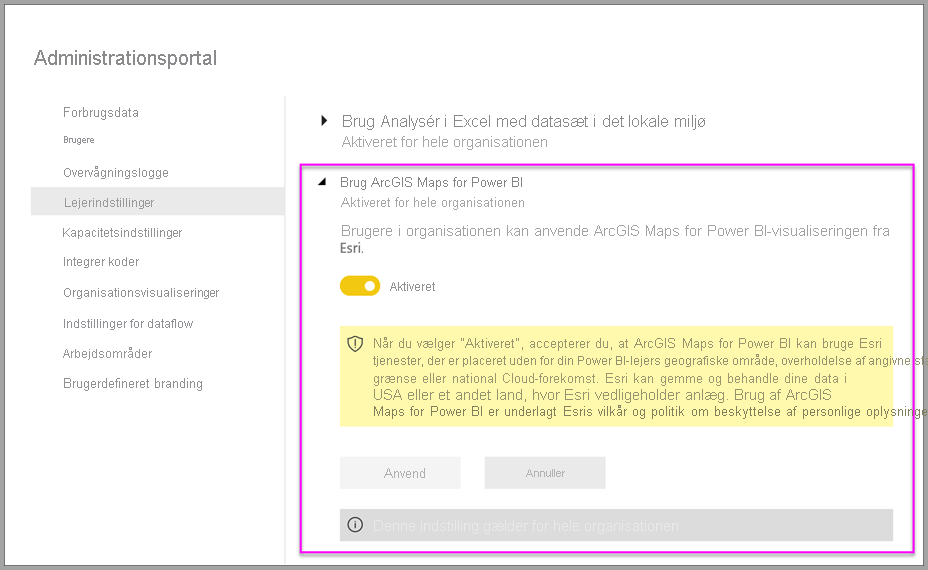 Administrationsportal
Forbrugsdata
Brugere
Overvågningslogge
Lejerindstillinger
Kapacitetsindstillinger
Integrer koder
Organisationsvisualiseringer
Indstillinger for dataflow
Arbejdsområder
Brugerdefineret branding
Brug Analysér i Excel med datasæt i det lokale miljø
Aktiveret for hele organisationen
Brug ArcGIS Maps for Power BI
Aktiveret for hele organisationen
Brugere i organisationen kan anvende ArcGIS Maps for Power BI-visualiseringen fra
Esri.
Aktiveret
Når du vælger "Aktiveret", accepterer du, at ArcGIS Maps for Power BI kan bruge Esri
tjenester, der er placeret uden for din Power BI-lejers geografiske område, overholdelse af angivne
grænse eller national Cloud-forekomst. Esri kan gemme og behandle dine data i
USA eller et andet land, hvor Esri vedligeholder anlæg. Brug af ArcGIS
Maps for Power BI er underlagt Esris vilkår og politik om beskyttelse af personlige
Anvend
Annuller
Denne indstilling gælder for hele organisationen